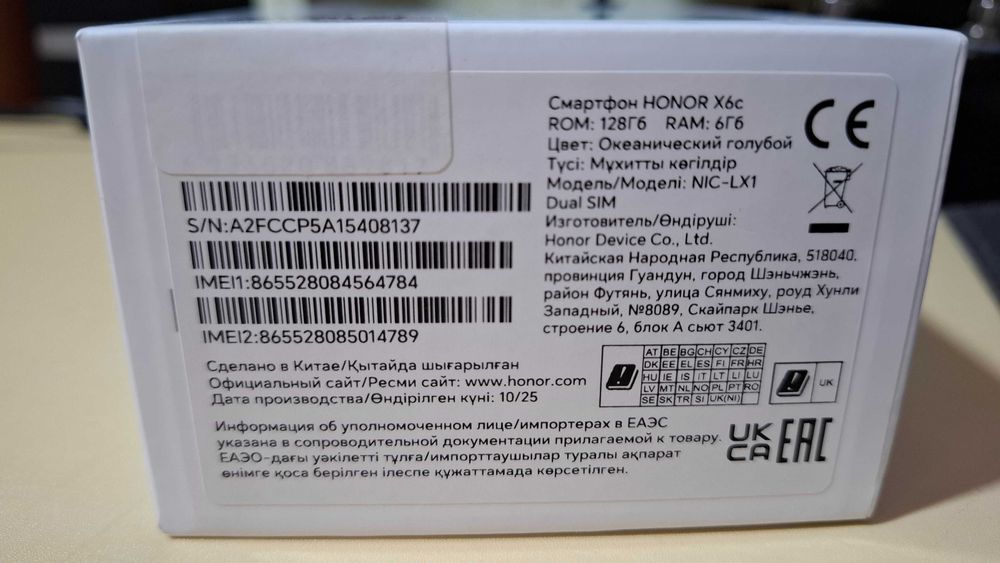 S/N:A2FCCP5A15408137
IMEI1:865528084564784
IMEI2:865528085014789
Сделано в Китае/Қытайда шығарылған
Официальный сайт/Ресми сайт: www.honor.com
Дата производства/Өндірілген күні: 10/25
Смартфон HONOR X6c
ROM: 128Гб RAM: 6Гб
Цвет: Океанический голубой
Түсі: Мұхитты көгілдір
Модель/Моделі: NIC-LX1
Dual SIM
Изготовитель/Өндіруші:
Honor Device Co., Ltd.
Китайская Народная Республика, 518040,
провинция Гуандун, город Шэньчжэнь,
район Футянь, улица Сянмиху, роуд Хунли
Западный, №8089, Скайпарк Шэнье,
строение 6, блок А сьют 3401.
CE
AT BE BG CH CY CZ DE
DK EE EL ES FI FR HR
HU IE IS IT LT LI LU
LV MT NL NO PL PT RO
SE SK TR SI UK(NI)
UK
Информация об уполномоченном лице/импортерах в ЕАЭС
указана в сопроводительной документации прилагаемой к товару.
ЕАЭО-дағы уәкілетті тұлға/импорттаушылар туралы ақпарат
өнімге қоса берілген ілеспе құжаттамада көрсетілген.
UK
CA
EAC